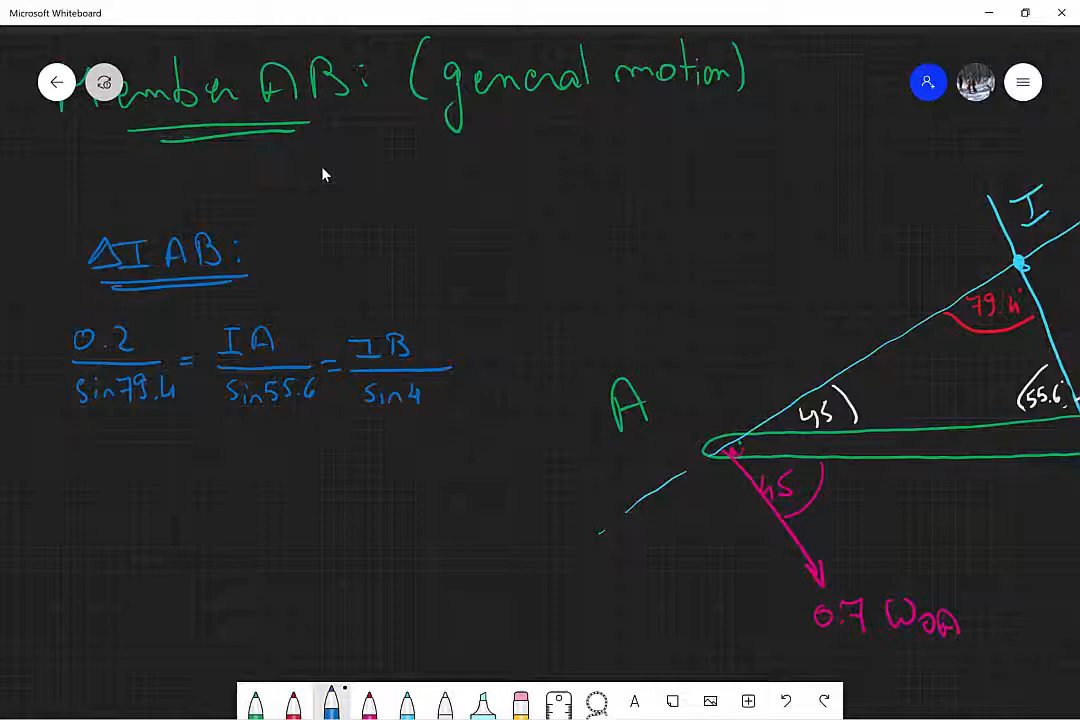 Microsoft Whiteboard
Member AB: (general motion)
I
ΔIAB:
79.4°
0.2 / sin79.4 = IA / sin55.6 = IB / sin4
A
45
55.6°
45
0.7 ωOA
A